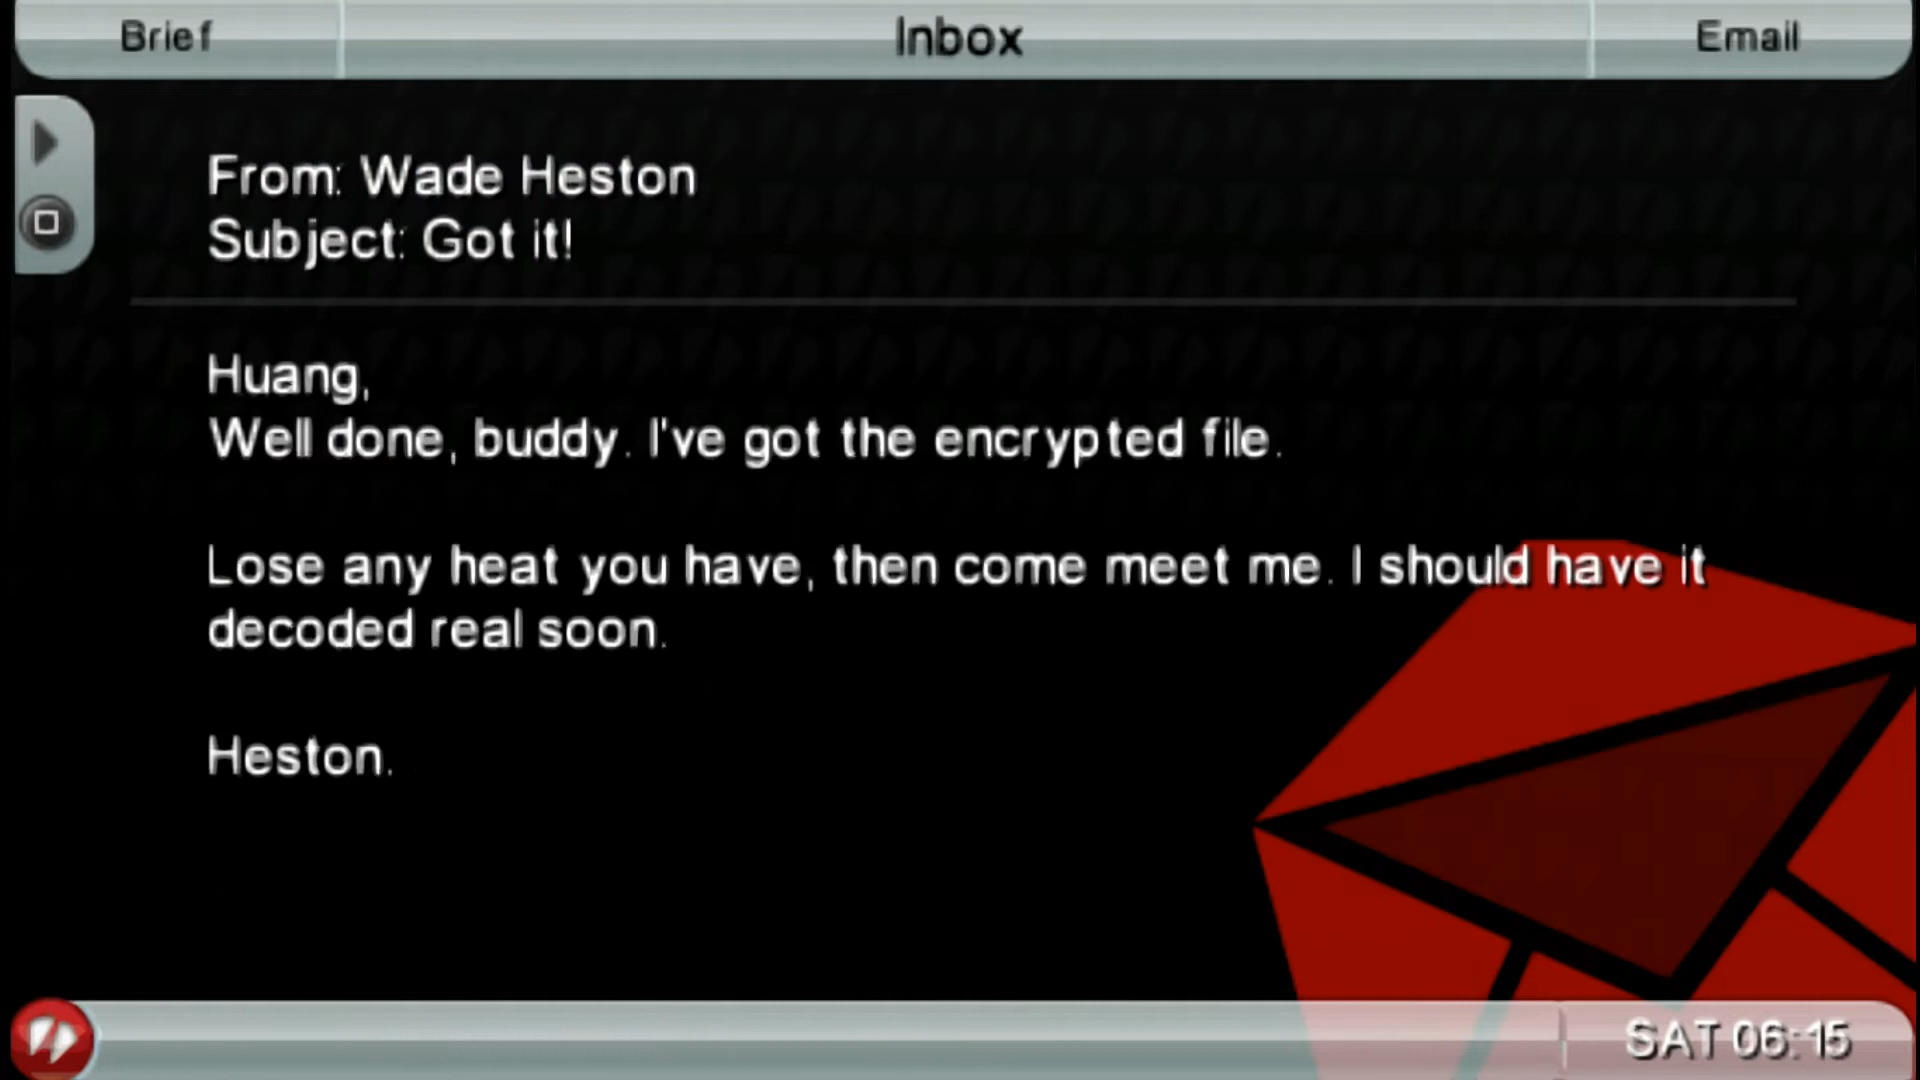 Brief
Inbox
Email
From: Wade Heston
Subject: Got it!
Huang,
Well done, buddy. I've got the encrypted file.
Lose any heat you have, then come meet me. I should have it
decoded real soon.
Heston.
SAT 06:15